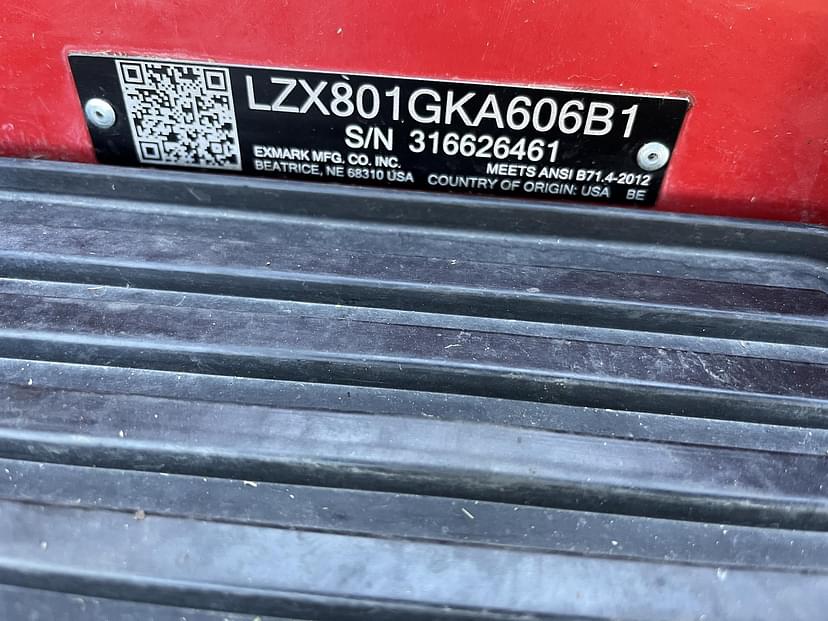 LZX801GKA606B1
S/N 316626461
EXMARK MFG. CO. INC. MEETS ANSI B71.4-2012
BEATRICE, NE 68310 USA COUNTRY OF ORIGIN: USA BE